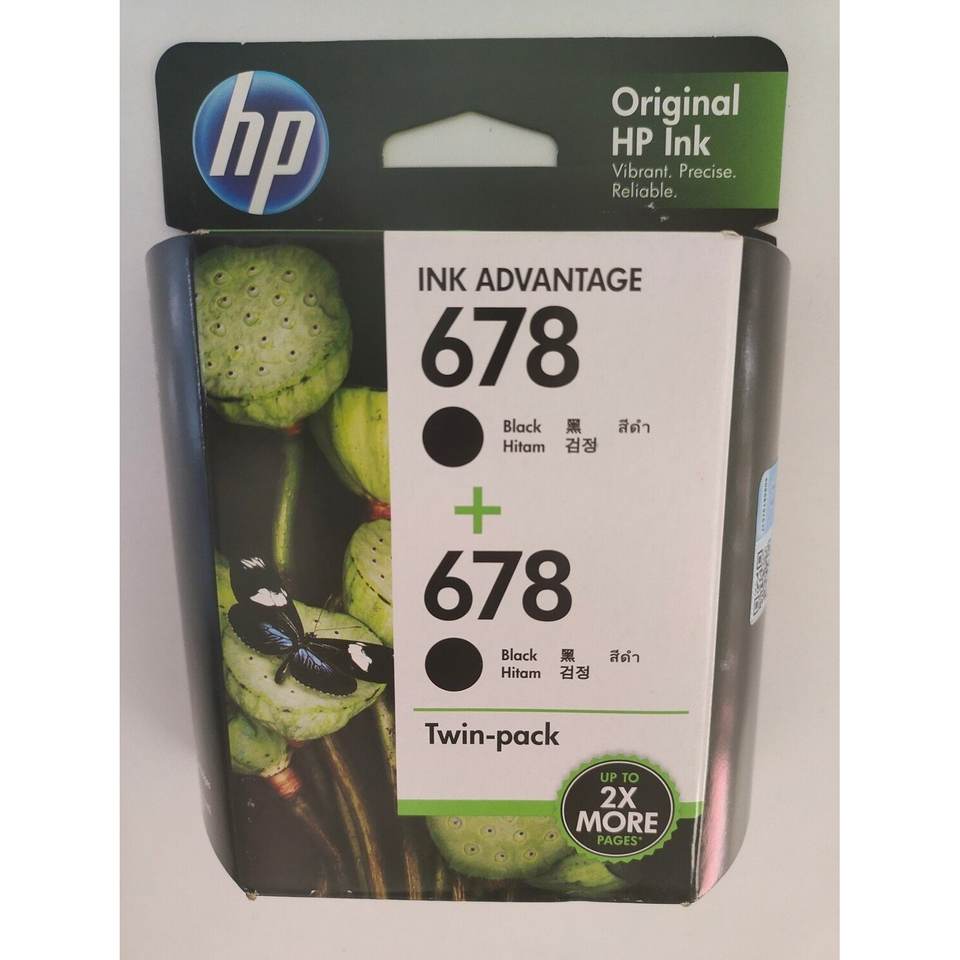 hp
Original
HP Ink
Vibrant. Precise.
Reliable.
INK ADVANTAGE
678
Black 黑 สีดำ
Hitam 검정
+
678
Black 黑 สีดำ
Hitam 검정
Twin-pack
UP TO
2X
MORE
PAGES*